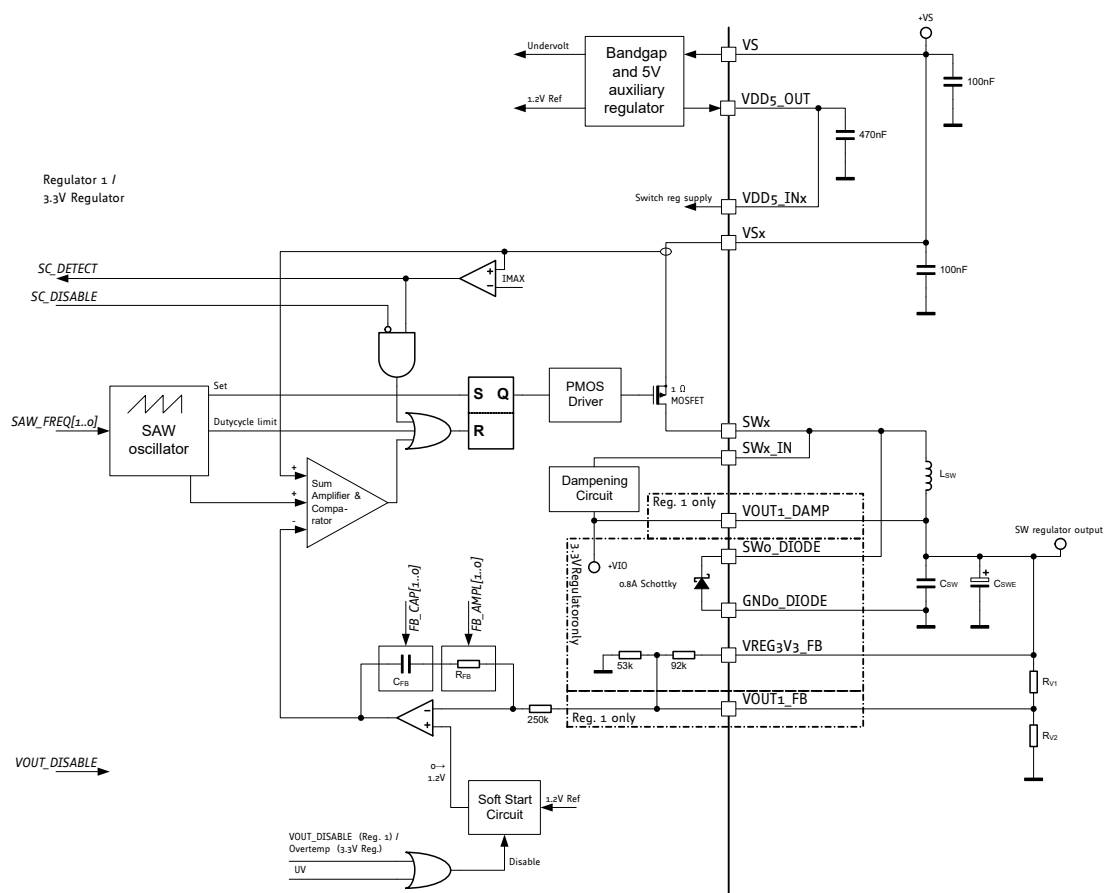 +VS
Undervolt
Bandgap
and 5V
auxiliary
regulator
VS
100nF
1.2V Ref
VDD5_OUT
470nF
Regulator 1 /
3.3V Regulator
Switch reg supply
VDD5_INx
VSx
SC_DETECT
+
-
IMAX
100nF
SC_DISABLE
Set
S Q
R
PMOS
Driver
1 Ω
MOSFET
SAW_FREQ[1..0]
SAW
oscillator
Dutycycle limit
SWx
SWx_IN
+
+
-
Sum
Amplifier &
Compa-
rator
Dampening
Circuit
LSW
Reg. 1 only
VOUT1_DAMP
SW regulator output
3.3VRegulatoronly
SW0_DIODE
+VIO
0.8A Schottky
CSW
+
CSWE
GND0_DIODE
FB_CAP[1..0]
FB_AMPL[1..0]
VREG3V3_FB
53k
92k
CFB
RFB
RV1
VOUT1_FB
250k
Reg. 1 only
-
+
RV2
VOUT_DISABLE
0→
1.2V
Soft Start
Circuit
1.2V Ref
VOUT_DISABLE (Reg. 1) /
Overtemp (3.3V Reg.)
UV
Disable